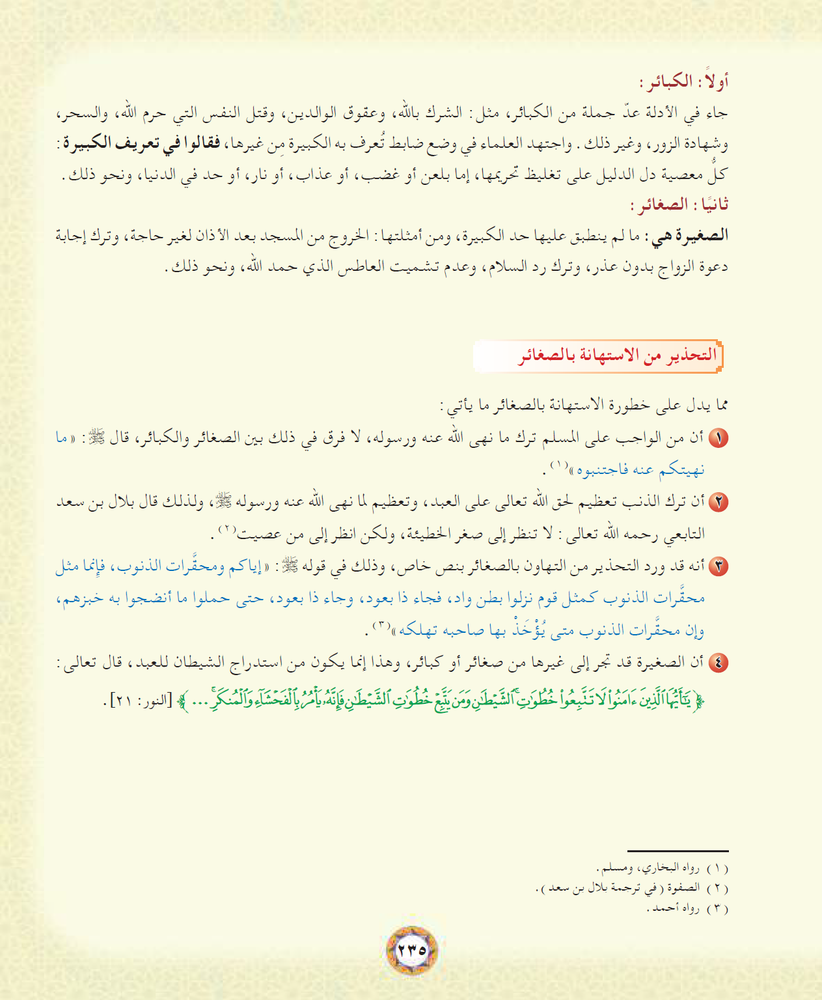 أولاً: الكبائر:
جاء في الأدلة عدّ جملة من الكبائر، مثل: الشرك بالله، وعقوق الوالدين، وقتل النفس التي حرم الله، والسحر،
وشهادة الزور، وغير ذلك. واجتهد العلماء في وضع ضابط تُعرف به الكبيرة مِن غيرها، فقالوا في تعريف الكبيرة:
كلُّ معصية دل الدليل على تغليظ تحريمها، إما بلعن أو غضب، أو عذاب، أو نار، أو حد في الدنيا، ونحو ذلك.
ثانيًا: الصغائر:
الصغيرة هي: ما لم ينطبق عليها حد الكبيرة، ومن أمثلتها: الخروج من المسجد بعد الأذان لغير حاجة، وترك إجابة
دعوة الزواج بدون عذر، وترك رد السلام، وعدم تشميت العاطس الذي حمد الله، ونحو ذلك.
التحذير من الاستهانة بالصغائر
مما يدل على خطورة الاستهانة بالصغائر ما يأتي:
١ أن من الواجب على المسلم ترك ما نهى الله عنه ورسوله، لا فرق في ذلك بين الصغائر والكبائر، قال ﷺ: «ما
نهيتكم عنه فاجتنبوه»(١).
٢ أن ترك الذنب تعظيم لحق الله تعالى على العبد، وتعظيم لما نهى الله عنه ورسوله ﷺ، ولذلك قال بلال بن سعد
التابعي رحمه الله تعالى: لا تنظر إلى صغر الخطيئة، ولكن انظر إلى من عصيت(٢).
٣ أنه قد ورد التحذير من التهاون بالصغائر بنص خاص، وذلك في قوله ﷺ: «إياكم ومحقَّرات الذنوب، فإنما مثل
محقَّرات الذنوب كمثل قوم نزلوا بطن واد، فجاء ذا بعود، وجاء ذا بعود، حتى حملوا ما أنضجوا به خبزهم،
وإن محقَّرات الذنوب متى يُؤْخَذْ بها صاحبه تهلكه»(٣).
٤ أن الصغيرة قد تجر إلى غيرها من صغائر أو كبائر، وهذا إنما يكون من استدراج الشيطان للعبد، قال تعالى:
﴿يَٰٓأَيُّهَا ٱلَّذِينَ ءَامَنُوا۟ لَا تَتَّبِعُوا۟ خُطُوَٰتِ ٱلشَّيْطَٰنِ ۚ وَمَن يَتَّبِعْ خُطُوَٰتِ ٱلشَّيْطَٰنِ فَإِنَّهُۥ يَأْمُرُ بِٱلْفَحْشَآءِ وَٱلْمُنكَرِ ۚ ...﴾ [النور: ٢١].
(١) رواه البخاري، ومسلم.
(٢) الصفوة (في ترجمة بلال بن سعد).
(٣) رواه أحمد.
٢٣٥